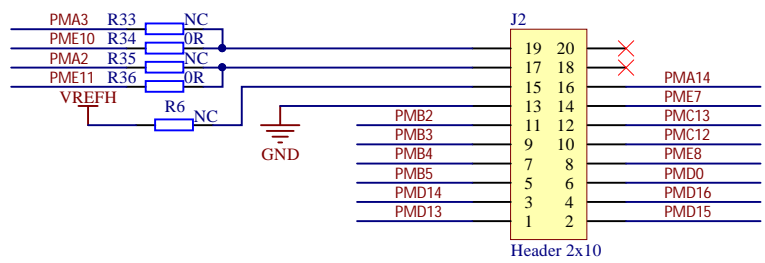 PMA3 R33 NC J2
PME10 R34 0R 19 20
PMA2 R35 NC 17 18
PME11 R36 0R 15 16 PMA14
VREFH R6 NC 13 14 PME7
PMB2 11 12 PMC13
PMB3 9 10 PMC12
GND PMB4 7 8 PME8
PMB5 5 6 PMD0
PMD14 3 4 PMD16
PMD13 1 2 PMD15
Header 2x10